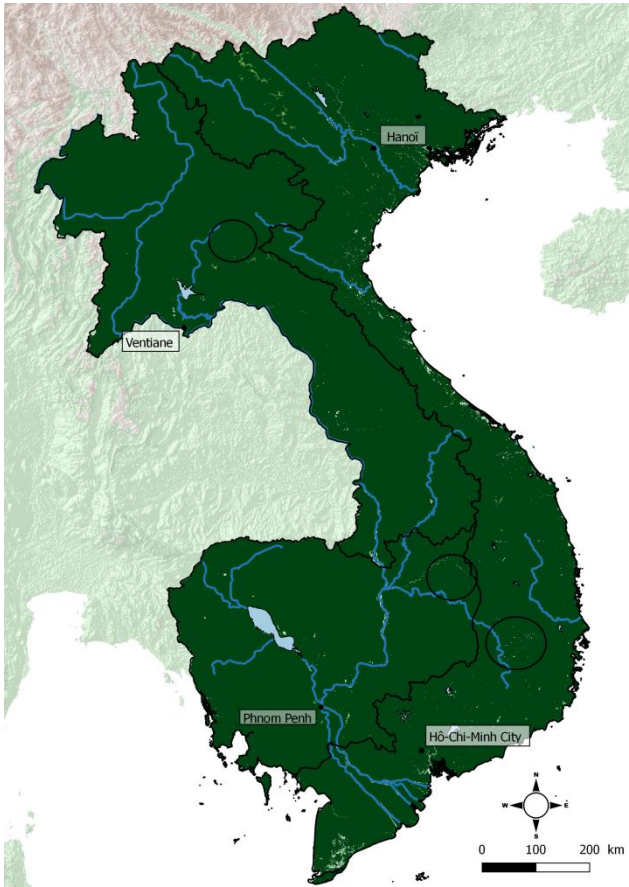 Hanoï
Ventiane
Phnom Penh
Hô-Chi-Minh City
N
W E
S
0 100 200 km